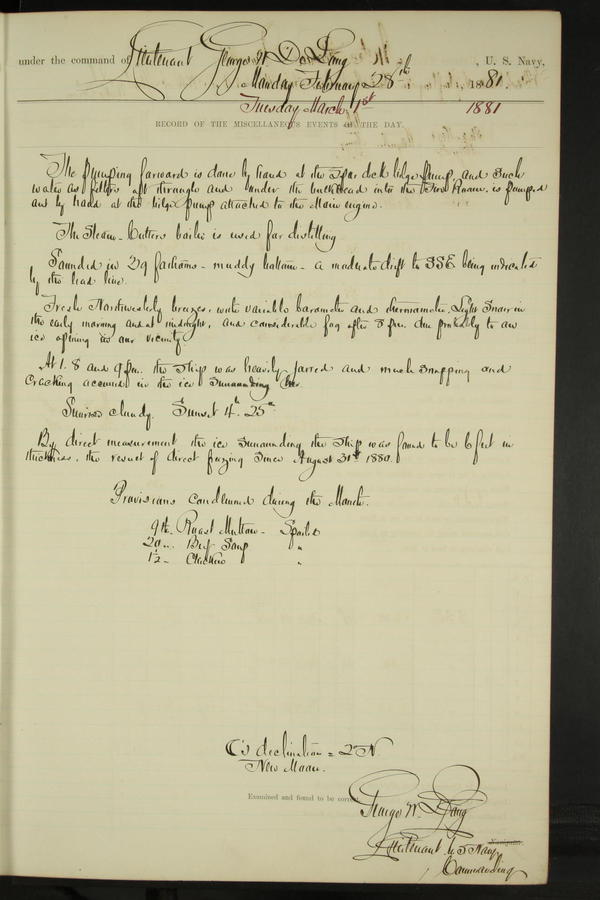 under the command of Lieutenant George W. De Long, U. S. Navy,
Monday February 28th, 1881
Tuesday March 1st 1881
RECORD OF THE MISCELLANEOUS EVENTS OF THE DAY.
The pumping forward is done by hand at the Spar deck bilge pump, and such
water as filters aft through and under the bulkhead into the Fire Room is pumped
out by hand at the bilge pump attached to the Main engine.
The Steam-Cutters boiler is used for distilling
Sounded in 29 fathoms - muddy bottom - a moderate drift to SSE being indicated
by the lead line.
Fresh Northwesterly breezes, with variable barometer and thermometer. Light Snow in
the early morning and at midnight, and considerable fog after 8 p.m. due probably to an
ice opening in our vicinity.
At 1. 8 and 9 p.m. the Ship was heavily jarred and much snapping and
Cracking occurred in the ice surrounding her.
Sunrise cloudy. Sunset 4h. 25m
By direct measurement the ice surrounding the Ship was found to be 6 feet in
thickness, the result of direct freezing since August 31st 1880.
Provisions condemned during the Month.
9 lb. Roast Mutton - Spoiled
29 " Beef Soup "
1½ - Crackers "
☾'s declination = 2° N.
New Moon.
Examined and found to be correct.
George W. De Long
Navigator.
Lieutenant U.S. Navy
Commanding